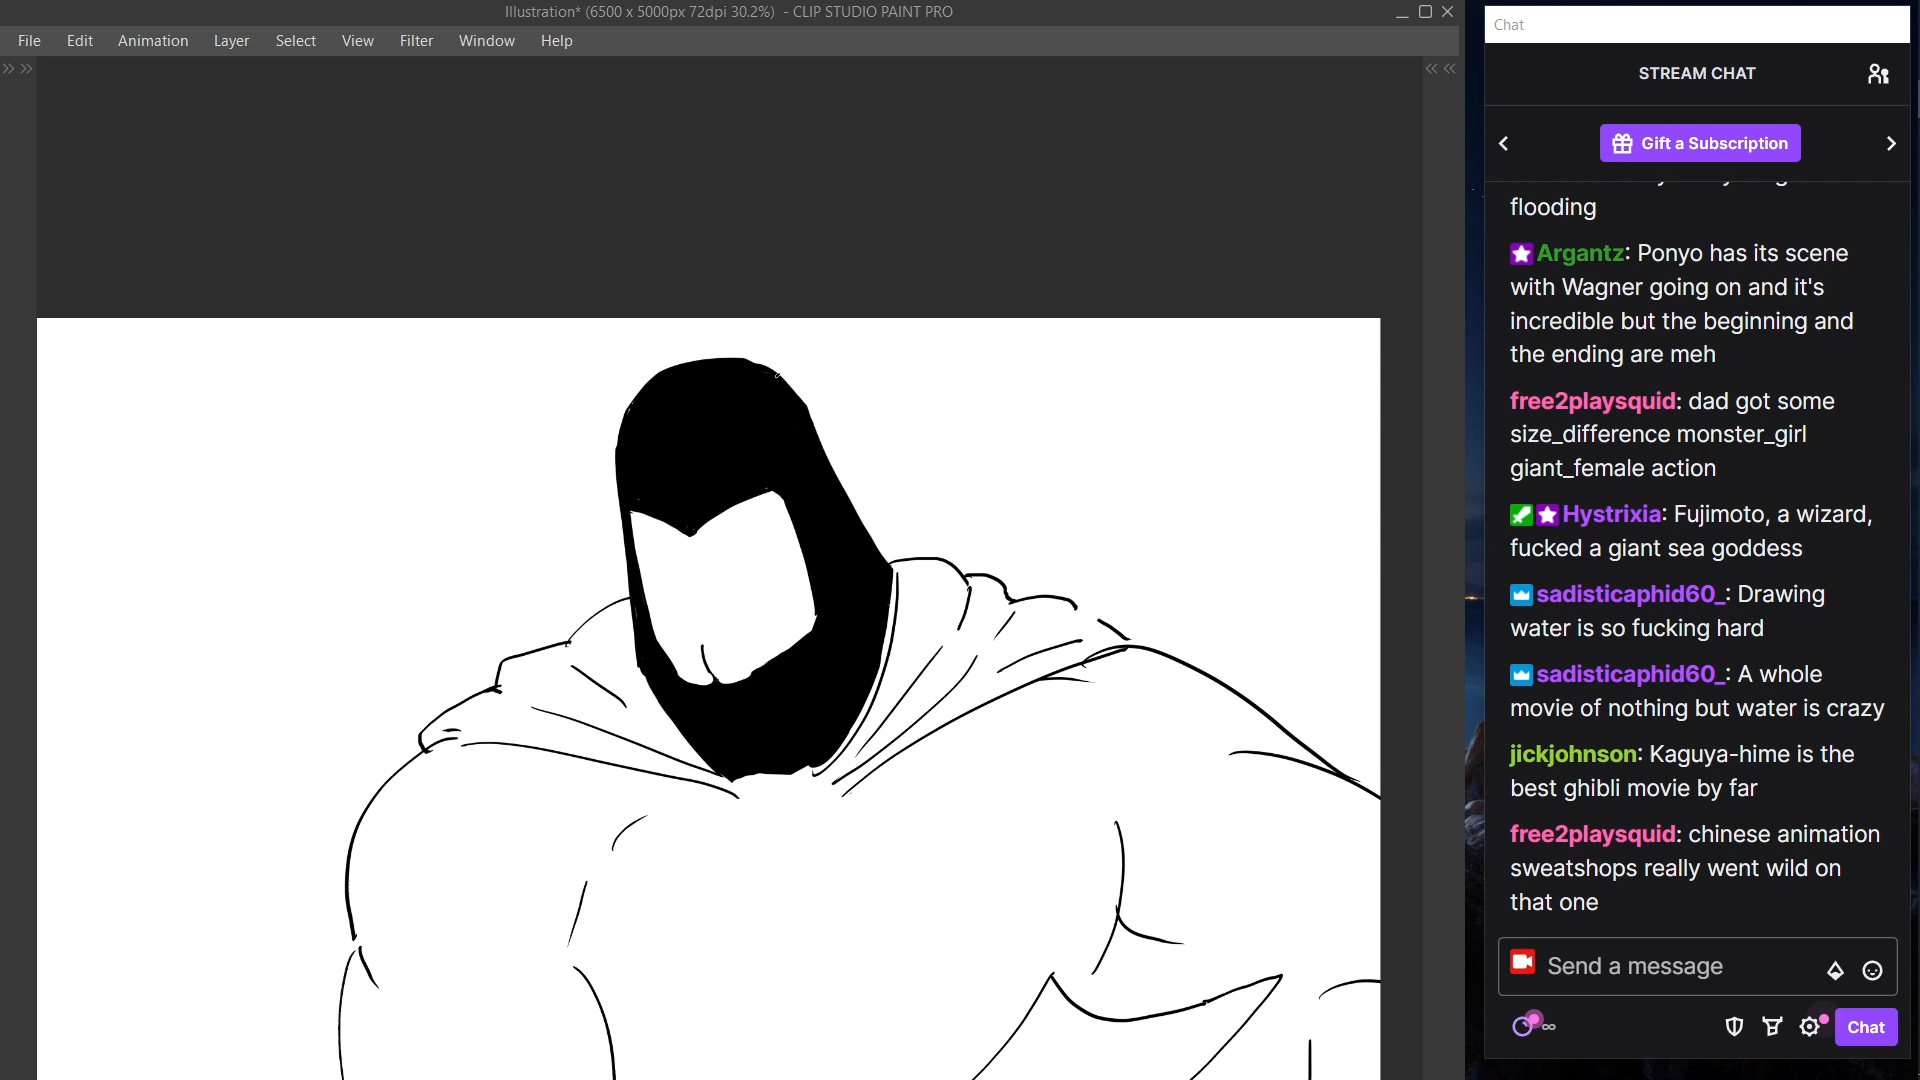 Illustration* (6500 x 5000px 72dpi 30.2%) - CLIP STUDIO PAINT PRO
File Edit Animation Layer Select View Filter Window Help
Chat
STREAM CHAT
Gift a Subscription
flooding
Argantz: Ponyo has its scene
with Wagner going on and it's
incredible but the beginning and
the ending are meh
free2playsquid: dad got some
size_difference monster_girl
giant_female action
Hystrixia: Fujimoto, a wizard,
fucked a giant sea goddess
sadisticaphid60_: Drawing
water is so fucking hard
sadisticaphid60_: A whole
movie of nothing but water is crazy
jickjohnson: Kaguya-hime is the
best ghibli movie by far
free2playsquid: chinese animation
sweatshops really went wild on
that one
Send a message
Chat